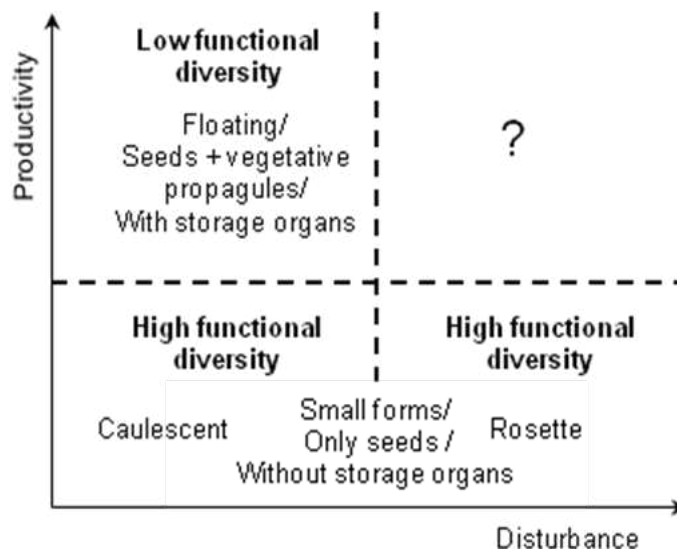 Productivity
Low functional
diversity
Floating/
Seeds + vegetative
propagules/
With storage organs
?
High functional
diversity
High functional
diversity
Caulescent
Small forms/
Only seeds /
Without storage organs
Rosette
Disturbance